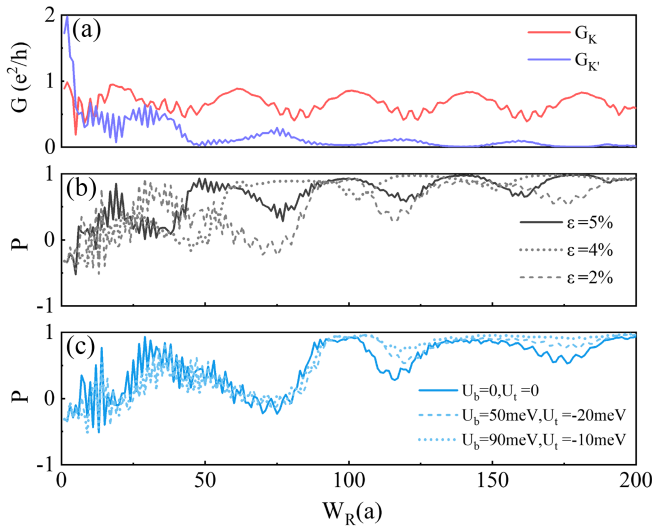 2
(a)
G_K
G_K'
1
0
G (e²/h)
1
(b)
0
-1
P
ε=5%
ε=4%
ε=2%
1
(c)
0
-1
P
U_b=0,U_t=0
U_b=50meV,U_t=-20meV
U_b=90meV,U_t=-10meV
0 50 100 150 200
W_R(a)